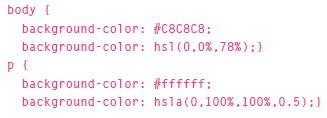 body {
  background-color: #C8C8C8;
  background-color: hsl(0,0%,78%);}
p {
  background-color: #ffffff;
  background-color: hsla(0,100%,100%,0.5);}